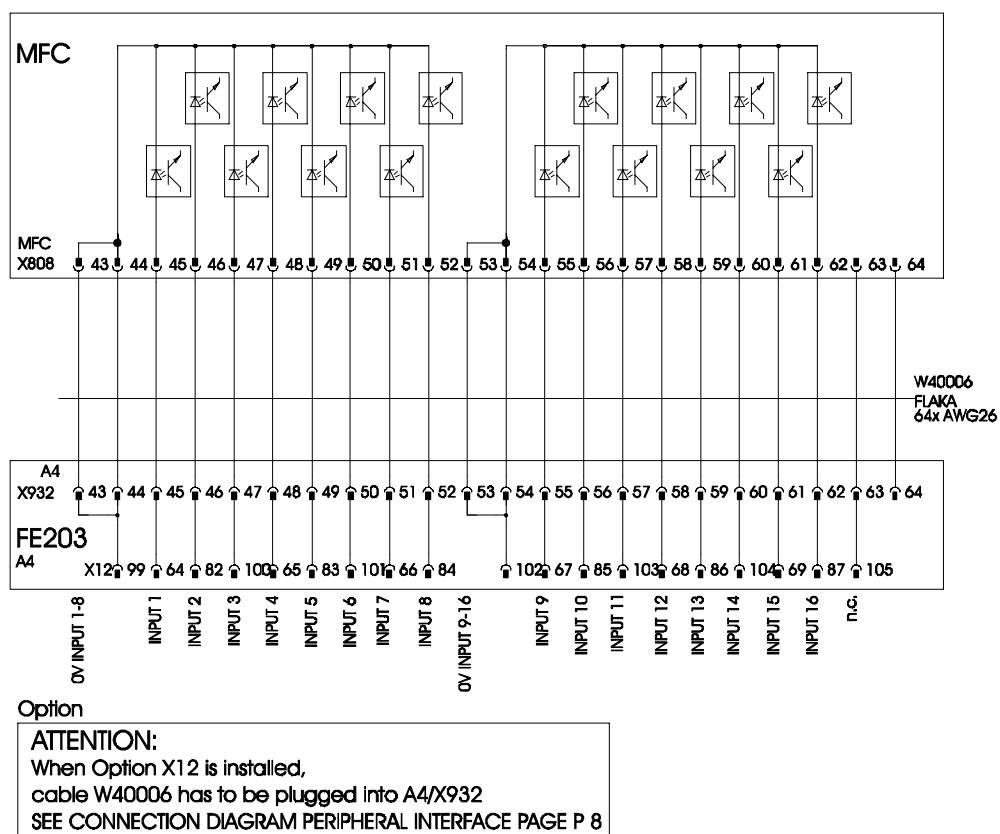 MFC
MFC
X808 43 44 45 46 47 48 49 50 51 52 53 54 55 56 57 58 59 60 61 62 63 64
W40006
FLAKA
64x AWG26
A4
X932 43 44 45 46 47 48 49 50 51 52 53 54 55 56 57 58 59 60 61 62 63 64
FE203
A4
X12 99 64 82 100 65 83 101 66 84 102 67 85 103 68 86 104 69 87 105
0V INPUT 1-8
INPUT 1
INPUT 2
INPUT 3
INPUT 4
INPUT 5
INPUT 6
INPUT 7
INPUT 8
0V INPUT 9-16
INPUT 9
INPUT 10
INPUT 11
INPUT 12
INPUT 13
INPUT 14
INPUT 15
INPUT 16
n.c.
Option
ATTENTION:
When Option X12 is installed,
cable W40006 has to be plugged into A4/X932
SEE CONNECTION DIAGRAM PERIPHERAL INTERFACE PAGE P 8